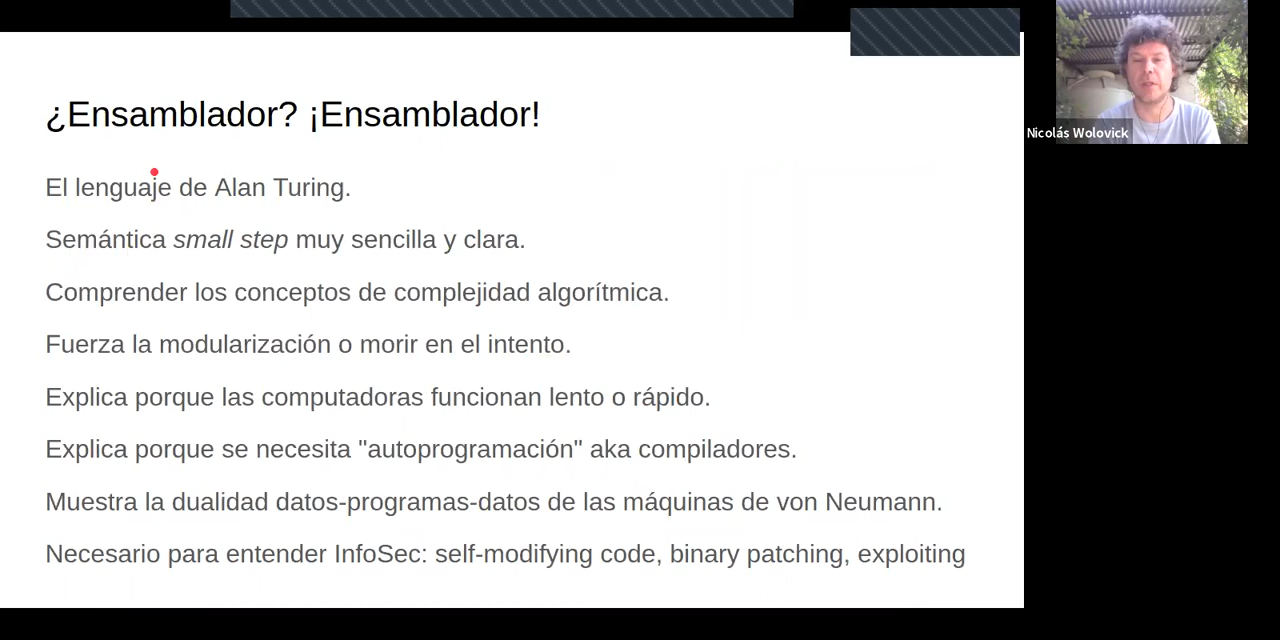 ¿Ensamblador? ¡Ensamblador!
El lenguaje de Alan Turing.
Semántica small step muy sencilla y clara.
Comprender los conceptos de complejidad algorítmica.
Fuerza la modularización o morir en el intento.
Explica porque las computadoras funcionan lento o rápido.
Explica porque se necesita "autoprogramación" aka compiladores.
Muestra la dualidad datos-programas-datos de las máquinas de von Neumann.
Necesario para entender InfoSec: self-modifying code, binary patching, exploiting
Nicolás Wolovick